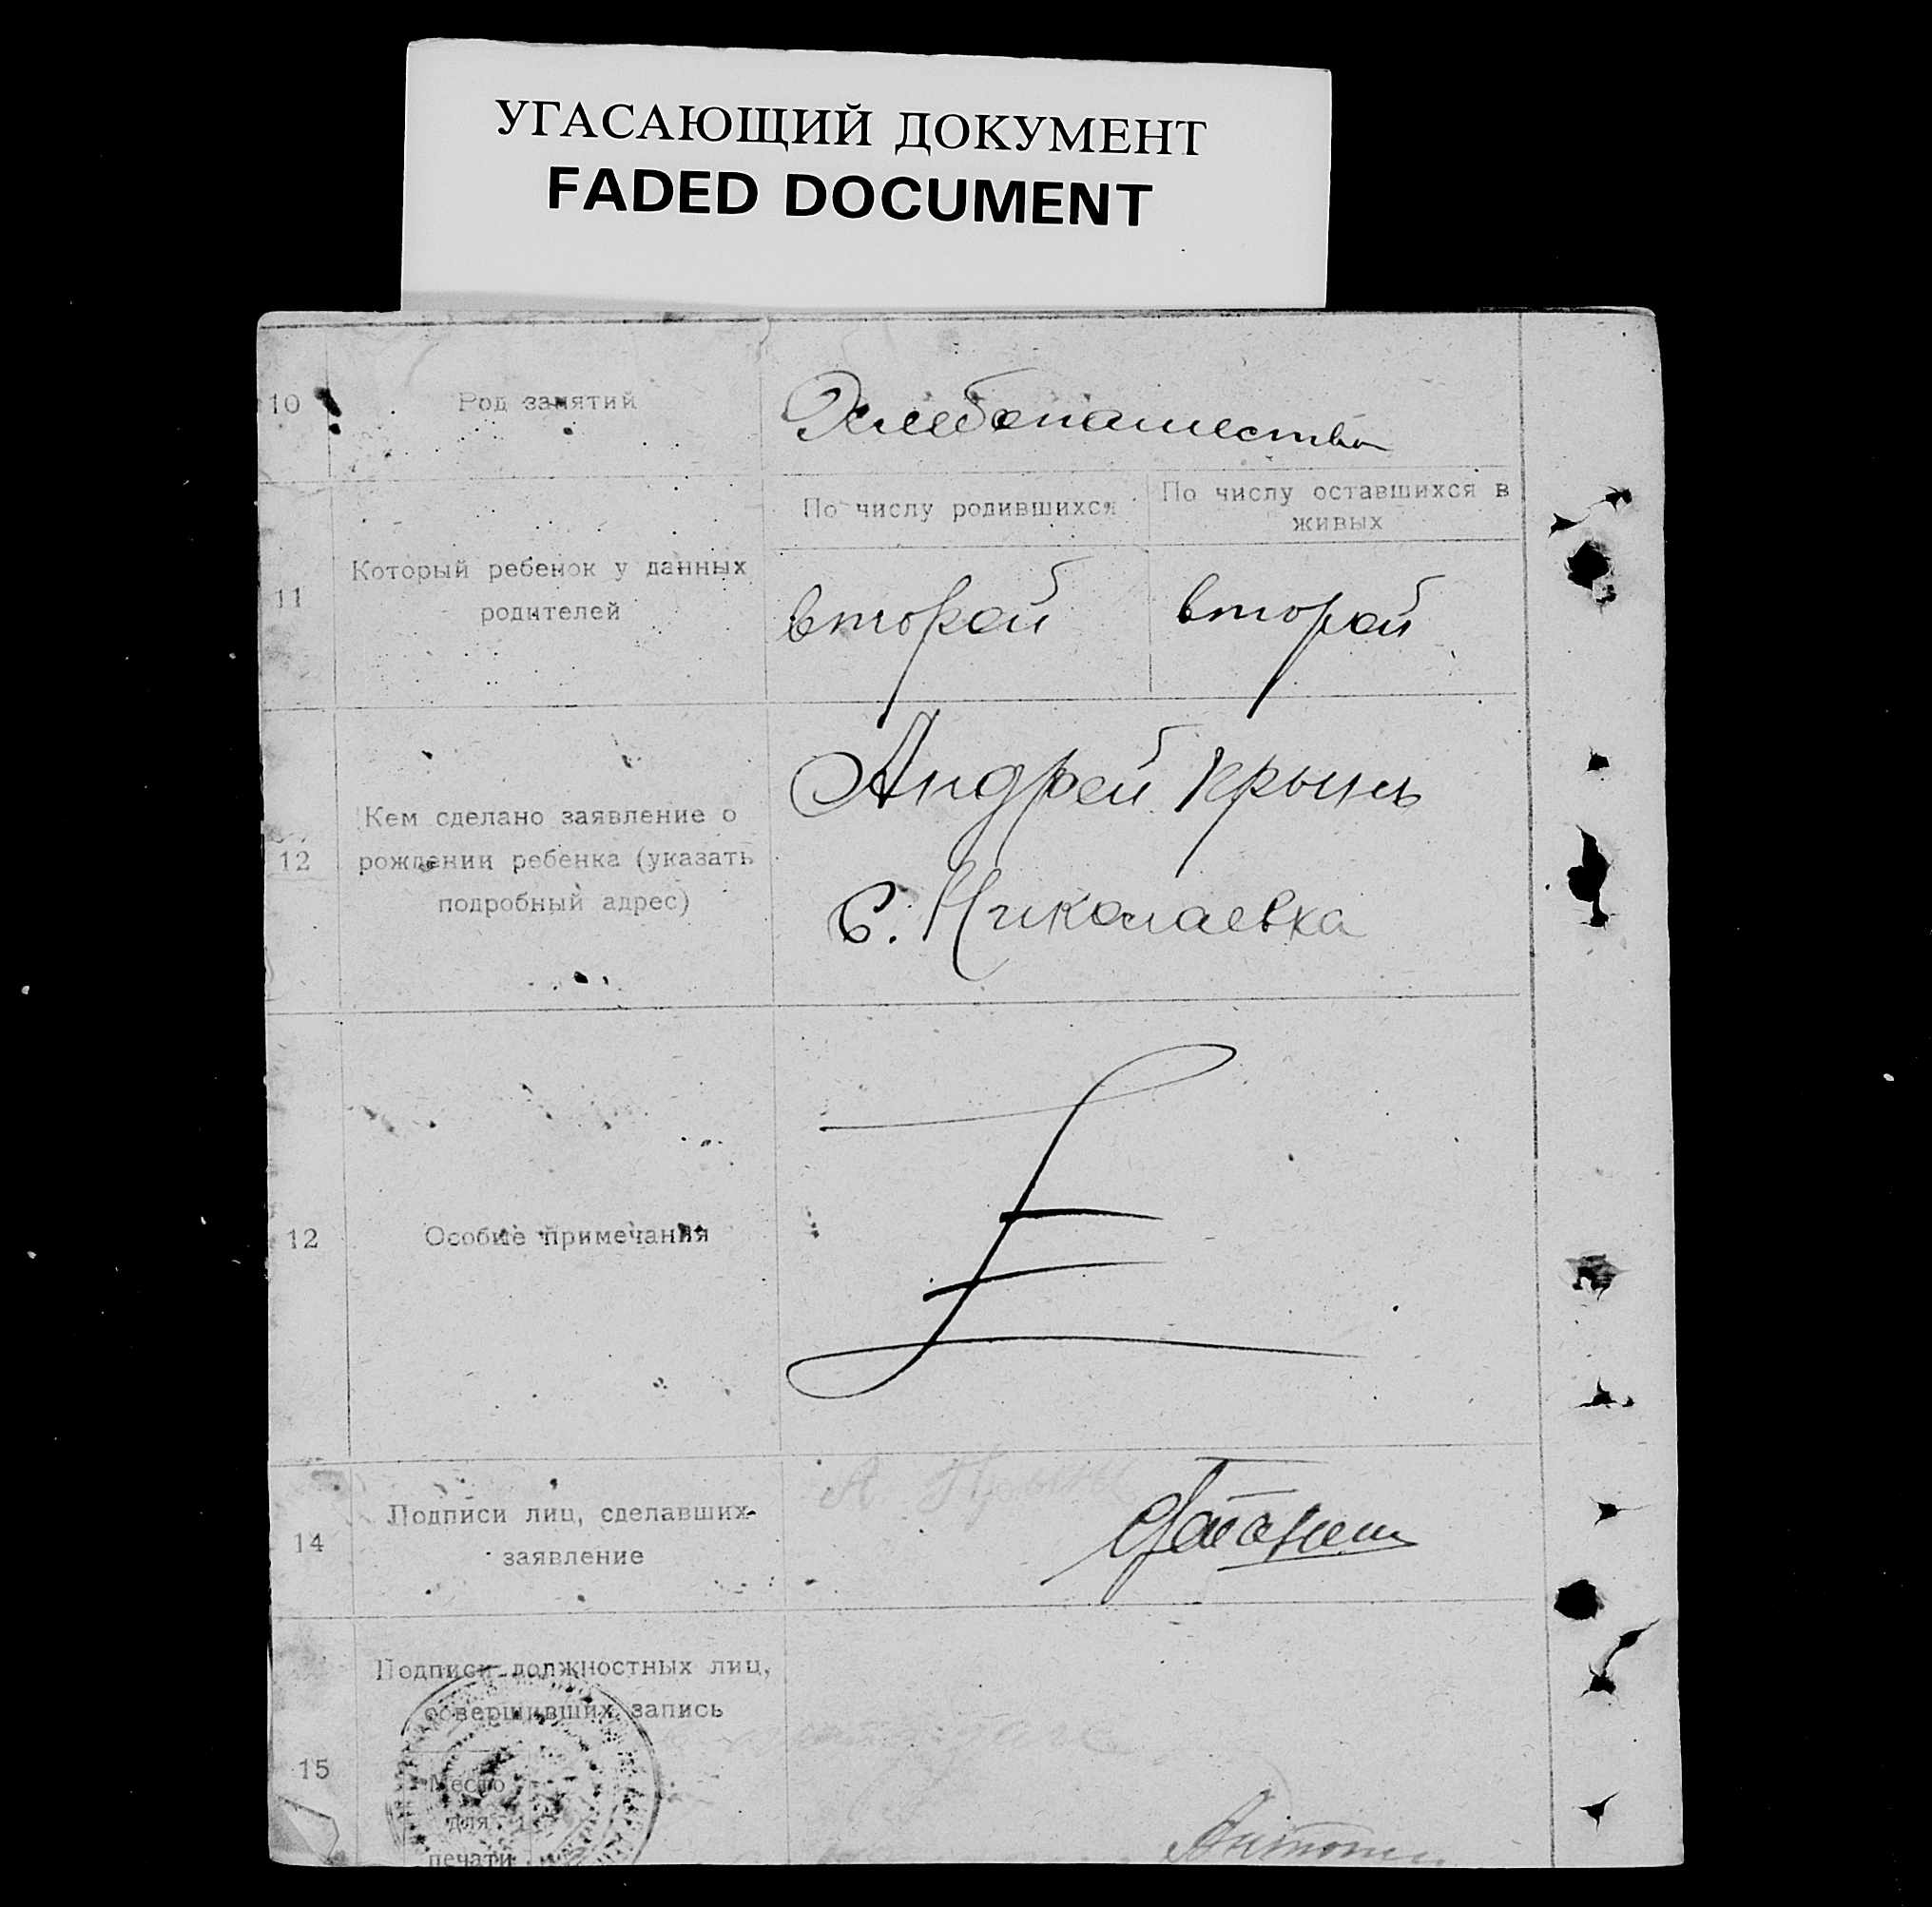 УГАСАЮЩИЙ ДОКУМЕНТ
FADED DOCUMENT
10 Род занятий Хлебопашество
11 Который ребенок у данных родителей
По числу родившихся
По числу оставшихся в
живых
второй второй
12 Кем сделано заявление о
рождении ребенка (указать
подробный адрес)
Андрей Крынь
С. Николаевка
12 Особые примечания
14 Подписи лиц, сделавших
заявление
А Крынь
15 Подписи должностных лиц,
совершивших запись
Место
для
печати